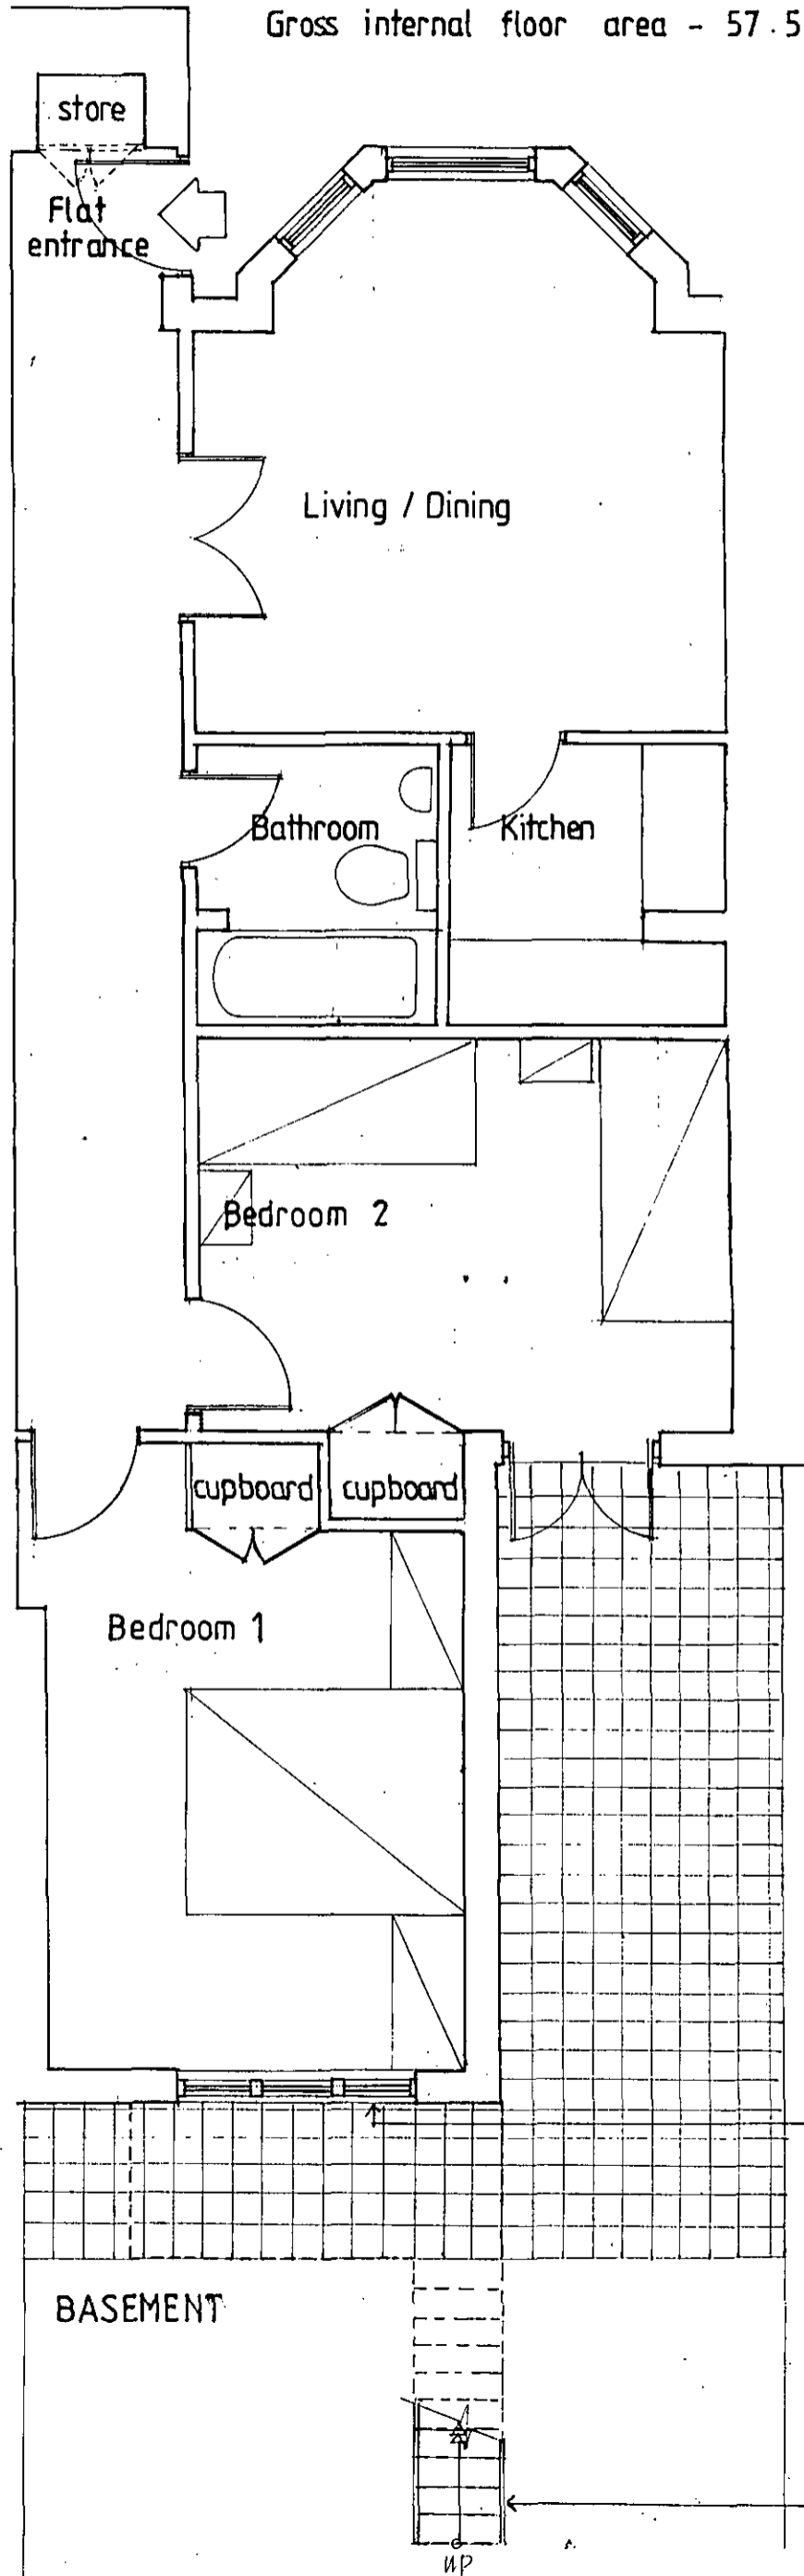 Gross internal floor area - 57.5
store
Flat
entrance
Living / Dining
Bathroom
Kitchen
Bedroom 2
cupboard
cupboard
Bedroom 1
BASEMENT
UP